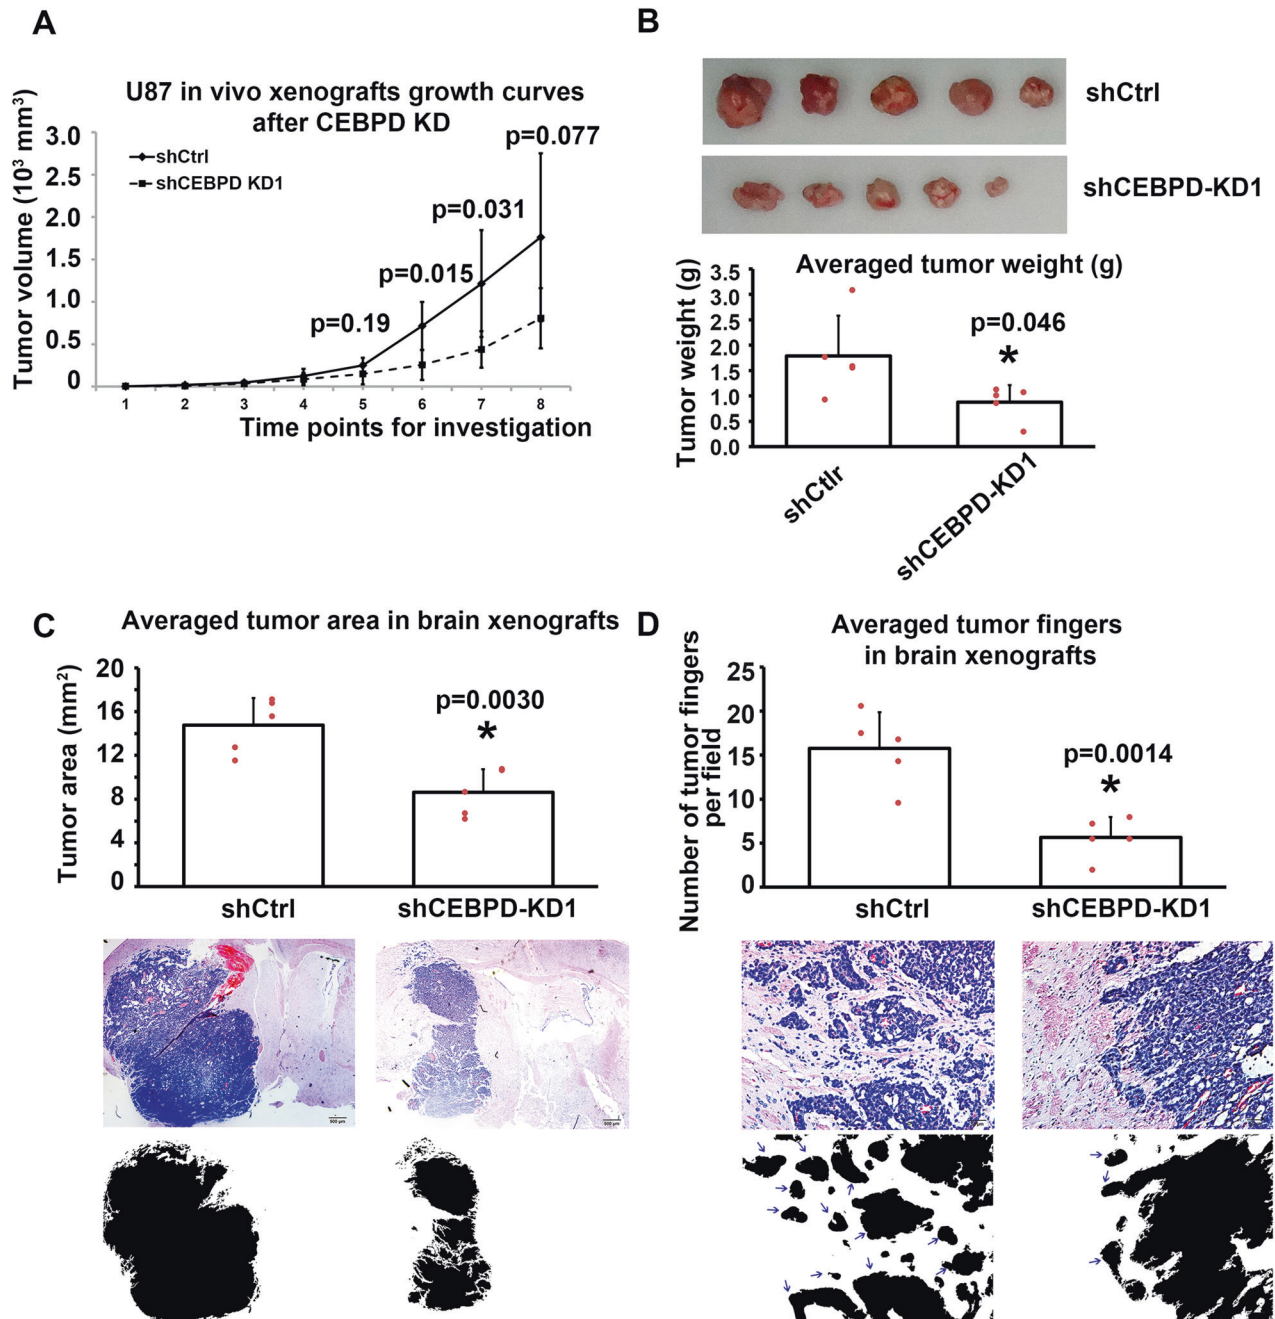 A
U87 in vivo xenografts growth curves
after CEBPD KD
Tumor volume (10³ mm³)
3.0
2.5
2.0
1.5
1.0
0.5
0
shCtrl
shCEBPD KD1
p=0.19
p=0.015
p=0.031
p=0.077
1 2 3 4 5 6 7 8
Time points for investigation
B
shCtrl
shCEBPD-KD1
Averaged tumor weight (g)
Tumor weight (g)
3.5
3.0
2.5
2.0
1.5
1.0
0.5
0.0
p=0.046
*
shCtlr
shCEBPD-KD1
C
Averaged tumor area in brain xenografts
Tumor area (mm²)
20
16
12
8
4
0
p=0.0030
*
shCtrl
shCEBPD-KD1
500 μm
500 μm
D
Averaged tumor fingers
in brain xenografts
Number of tumor fingers
per field
25
20
15
10
5
0
p=0.0014
*
shCtrl
shCEBPD-KD1